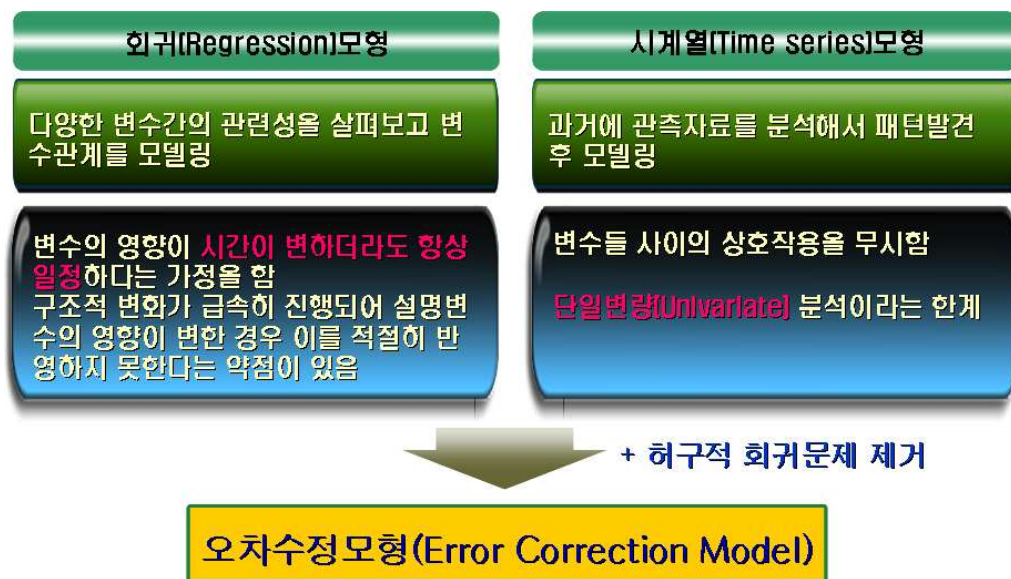 회귀(Regression)모형
다양한 변수간의 관련성을 살펴보고 변
수관계를 모델링
변수의 영향이 시간이 변하더라도 항상
일정하다는 가정을 함
구조적 변화가 급속히 진행되어 설명변
수의 영향이 변한 경우 이를 적절히 반
영하지 못한다는 약점이 있음
시계열(Time series)모형
과거에 관측자료를 분석해서 패턴발견
후 모델링
변수들 사이의 상호작용을 무시함
단일변량(Univariate) 분석이라는 한계
+ 허구적 회귀문제 제거
오차수정모형(Error Correction Model)